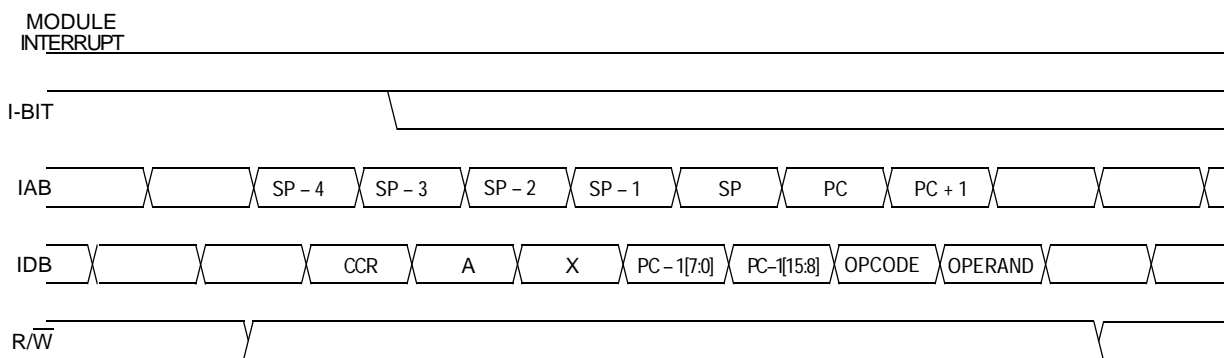 MODULE
INTERRUPT
I-BIT
IAB SP – 4 SP – 3 SP – 2 SP – 1 SP PC PC + 1
IDB CCR A X PC – 1[7:0] PC–1[15:8] OPCODE OPERAND
R/W̅